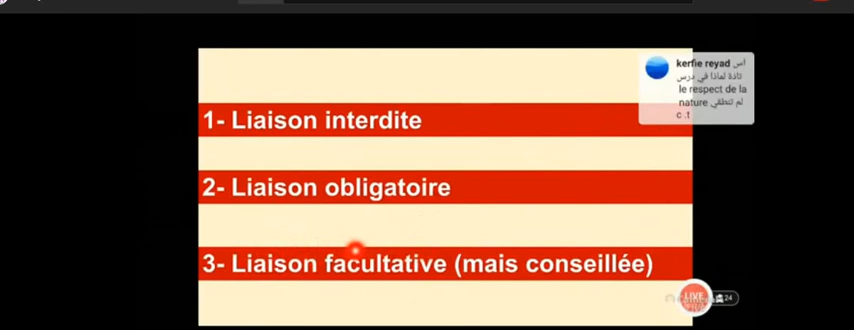 kerfie reyad أس
تاذة لماذا في درس
le respect de la
nature لم تنطقي
c .t
1- Liaison interdite
2- Liaison obligatoire
3- Liaison facultative (mais conseillée)
LIKE
24